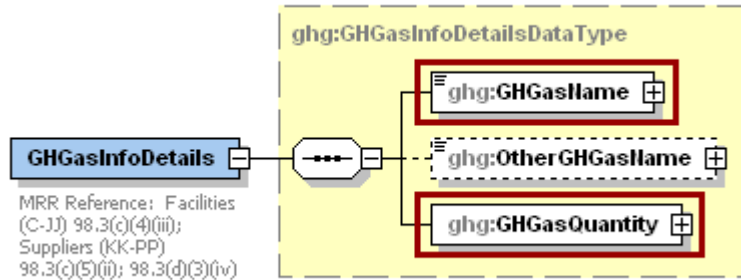 ghg:GHGasInfoDetailsDataType
ghg:GHGasName
GHGasInfoDetails
ghg:OtherGHGasName
MRR Reference: Facilities
(C-JJ) 98.3(c)(4)(iii);
Suppliers (KK-PP)
98.3(c)(5)(ii); 98.3(d)(3)(iv)
ghg:GHGasQuantity